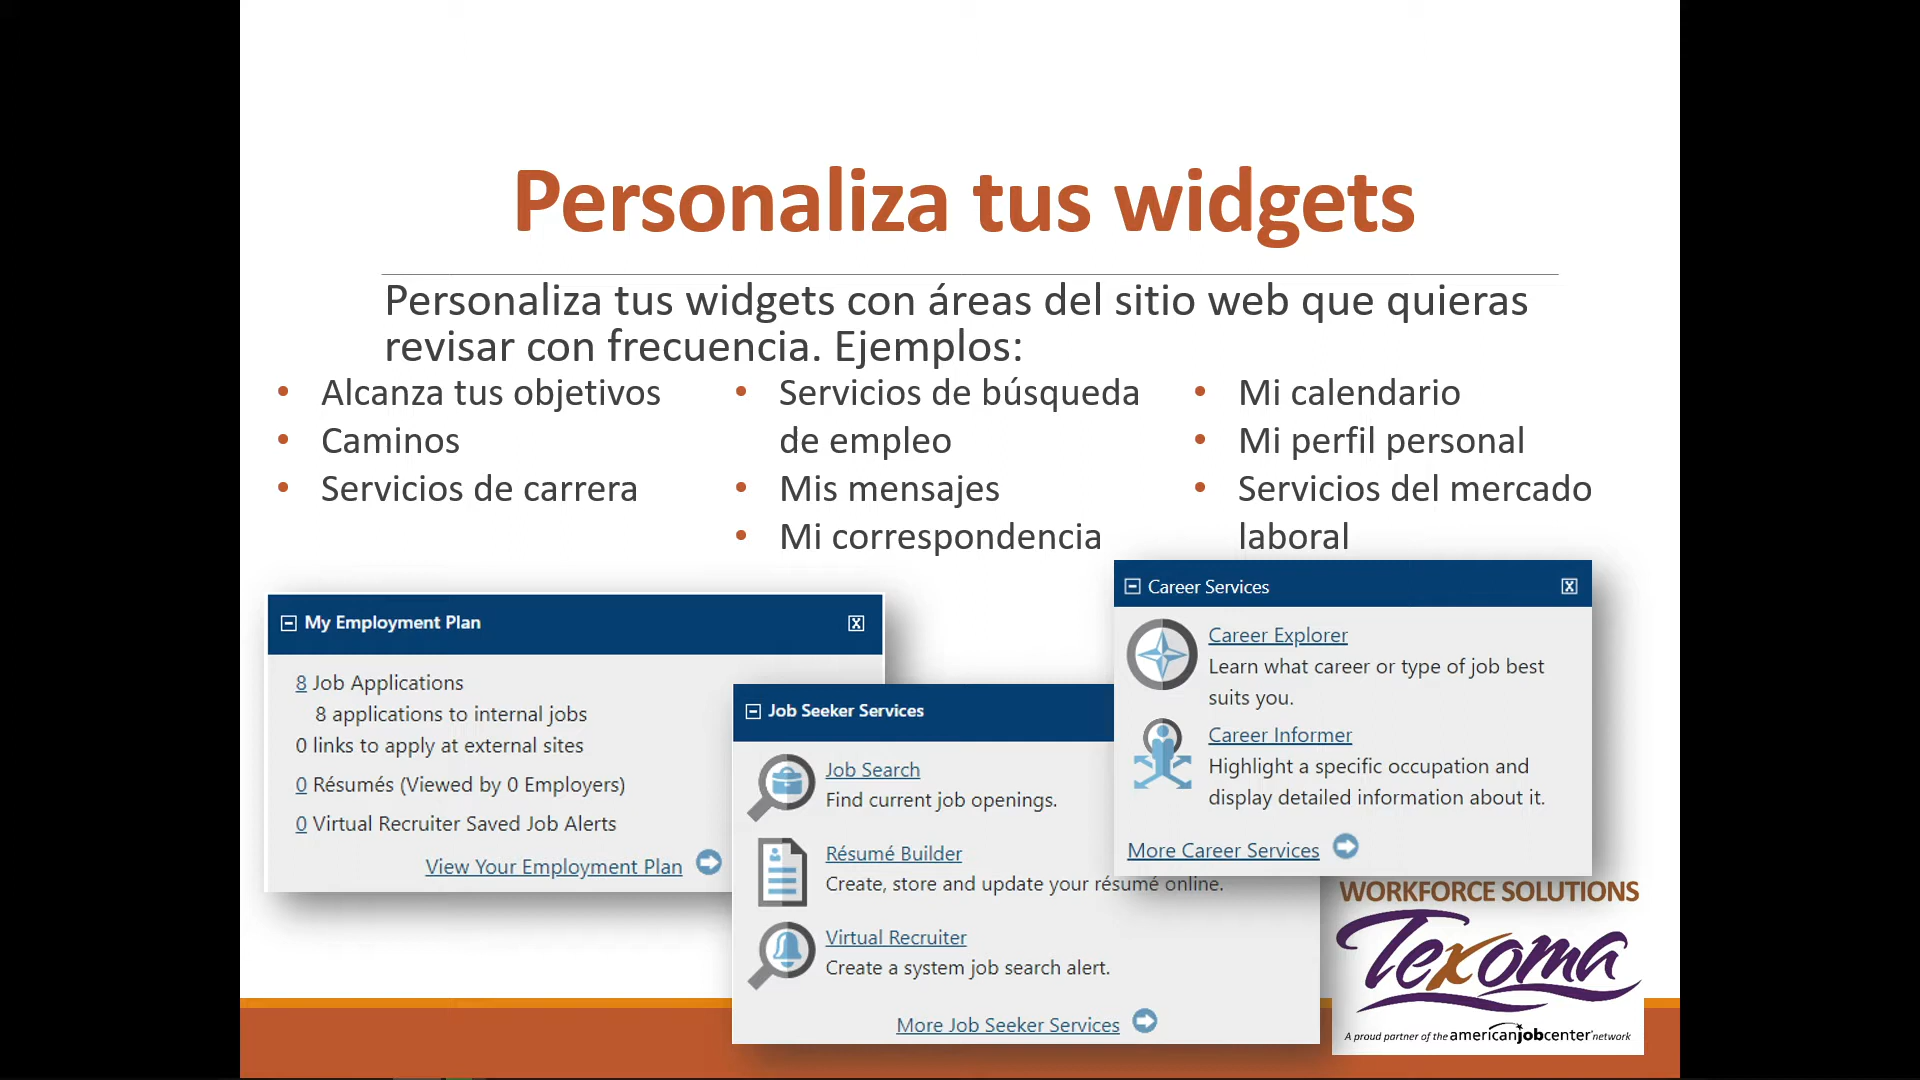 Personaliza tus widgets
Personaliza tus widgets con áreas del sitio web que quieras
revisar con frecuencia. Ejemplos:
• Alcanza tus objetivos
• Caminos
• Servicios de carrera
• Servicios de búsqueda
de empleo
• Mis mensajes
• Mi correspondencia
• Mi calendario
• Mi perfil personal
• Servicios del mercado
laboral
My Employment Plan
8 Job Applications
8 applications to internal jobs
0 links to apply at external sites
0 Résumés (Viewed by 0 Employers)
0 Virtual Recruiter Saved Job Alerts
View Your Employment Plan
Job Seeker Services
Job Search
Find current job openings.
Résumé Builder
Create, store and update your résumé online.
Virtual Recruiter
Create a system job search alert.
More Job Seeker Services
Career Services
Career Explorer
Learn what career or type of job best
suits you.
Career Informer
Highlight a specific occupation and
display detailed information about it.
More Career Services
WORKFORCE SOLUTIONS
Texoma
A proud partner of the americanjobcenter network